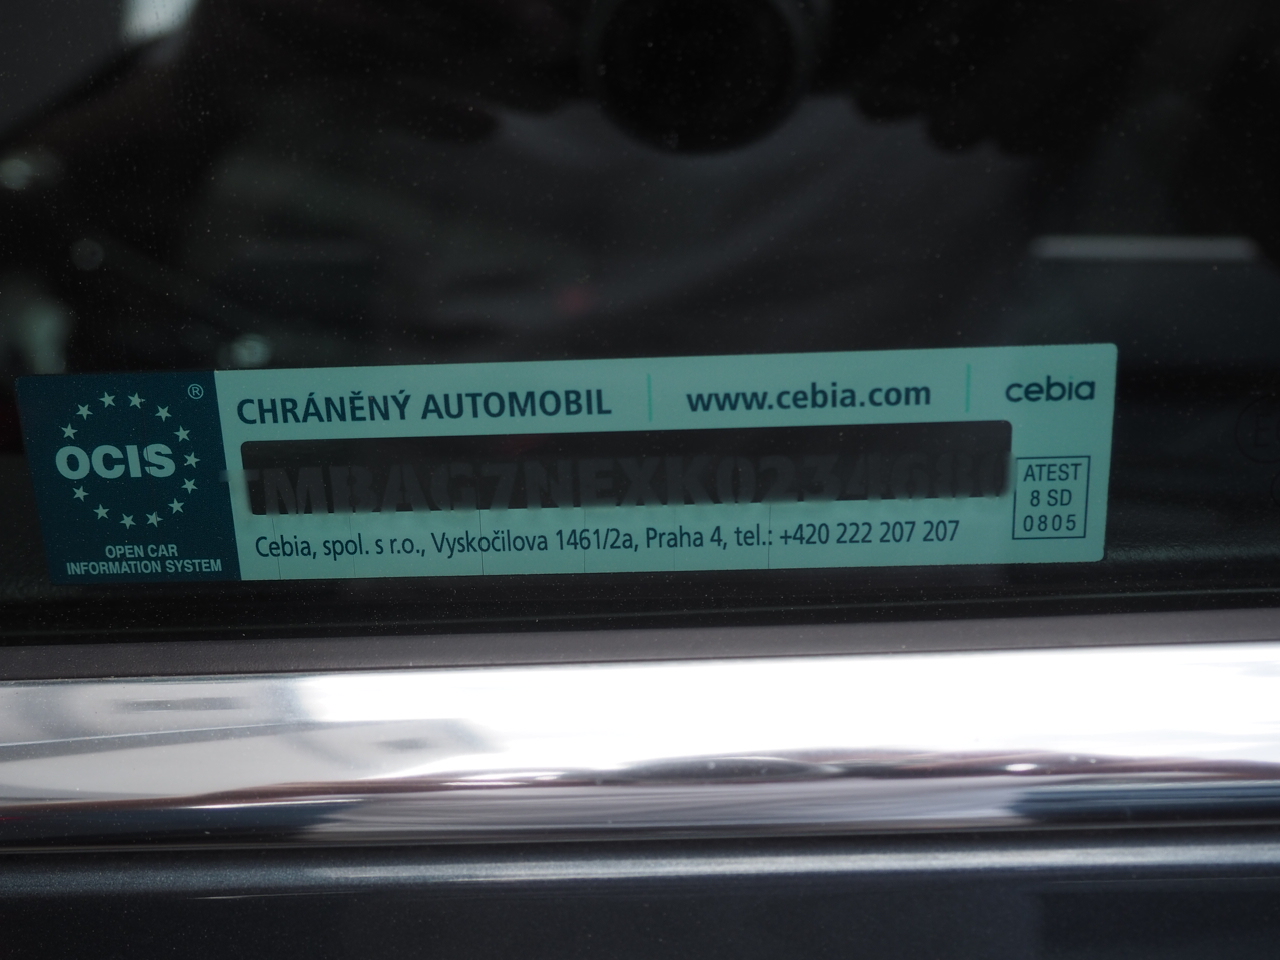 ®
OCIS
OPEN CAR
INFORMATION SYSTEM
CHRÁNĚNÝ AUTOMOBIL
www.cebia.com
cebia
Cebia, spol. s r.o., Vyskočilova 1461/2a, Praha 4, tel.: +420 222 207 207
ATEST
8 SD
0805